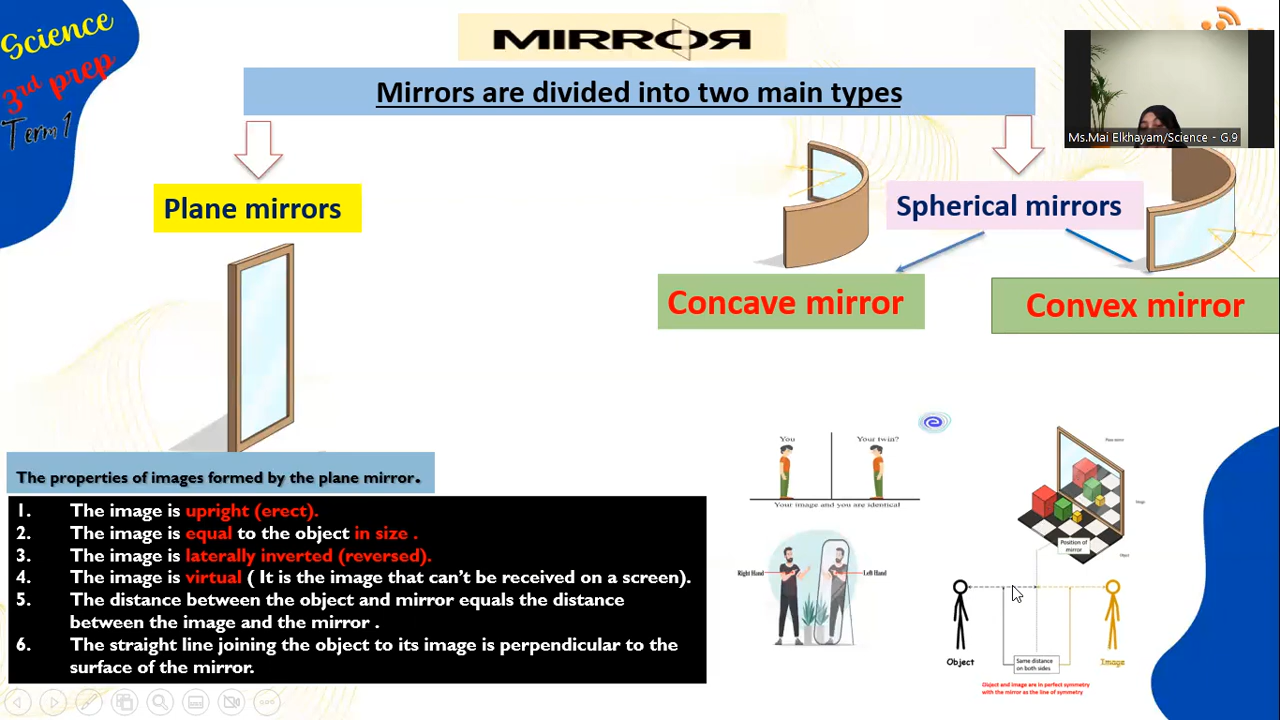 Science
3rd prep
Term 1
MIRROR
Mirrors are divided into two main types
Ms.Mai Elkhayam/Science - G.9
Plane mirrors
Spherical mirrors
Concave mirror
Convex mirror
The properties of images formed by the plane mirror.
1. The image is upright (erect).
2. The image is equal to the object in size .
3. The image is laterally inverted (reversed).
4. The image is virtual ( It is the image that can't be received on a screen).
5. The distance between the object and mirror equals the distance
between the image and the mirror .
6. The straight line joining the object to its image is perpendicular to the
surface of the mirror.
You
Your twin?
Your image and you are identical
Right Hand
Left Hand
Plane mirror
Image
Object
Position of
mirror
Object
Image
Same distance
on both sides
Object and image are in perfect symmetry
with the mirror as the line of symmetry